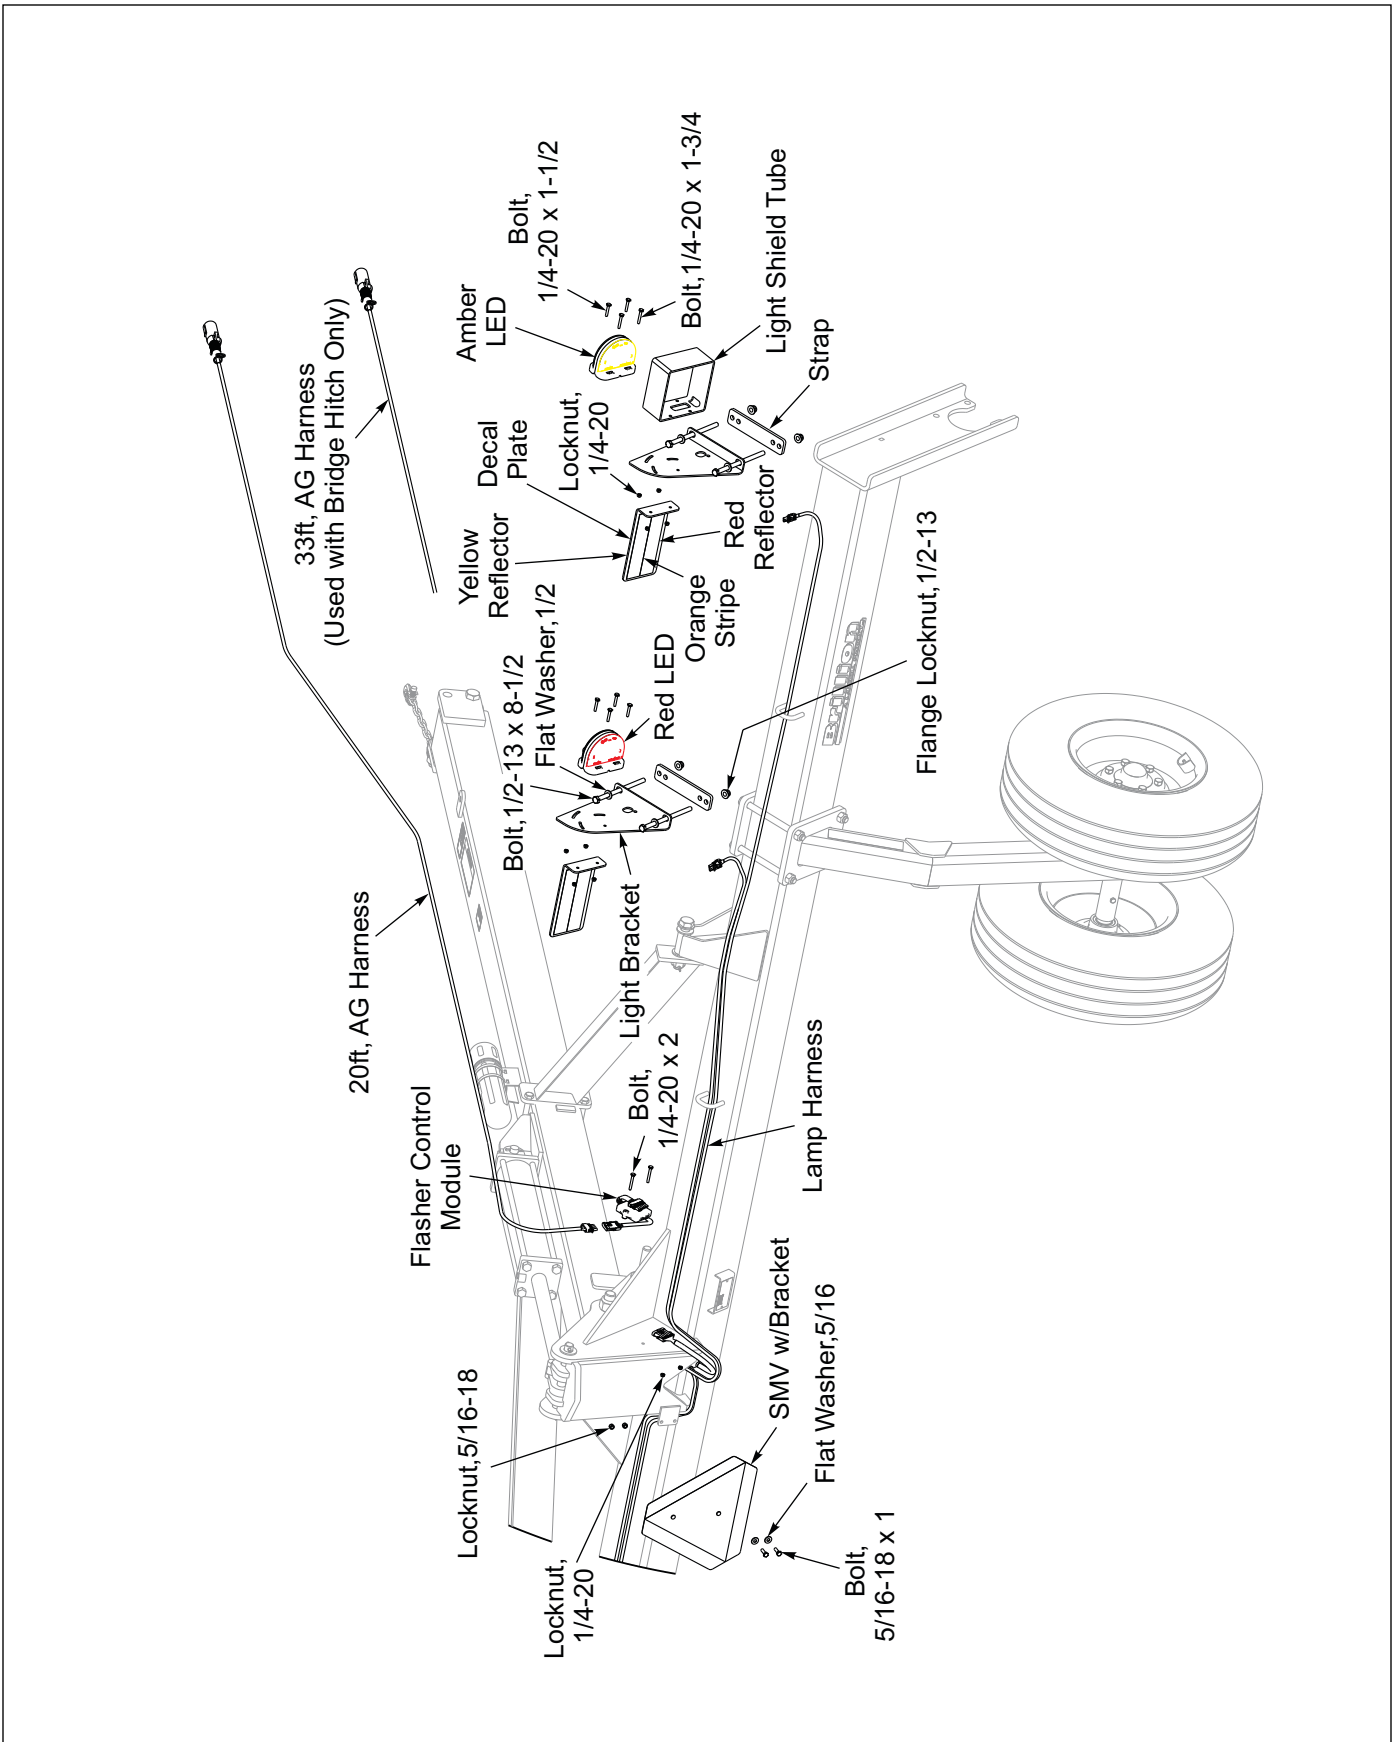 20ft, AG Harness
33ft, AG Harness
(Used with Bridge Hitch Only)
Flasher Control
Module
Bolt,
1/4-20 x 2
Light Bracket
Bolt,1/2-13 x 8-1/2
Flat Washer,1/2
Red LED
Yellow
Reflector
Decal
Plate
Locknut,
1/4-20
Amber
LED
Bolt,
1/4-20 x 1-1/2
Bolt,1/4-20 x 1-3/4
Light Shield Tube
Strap
Orange
Stripe
Red
Reflector
Flange Locknut,1/2-13
Lamp Harness
Locknut,5/16-18
Locknut,
1/4-20
SMV w/Bracket
Flat Washer,5/16
Bolt,
5/16-18 x 1